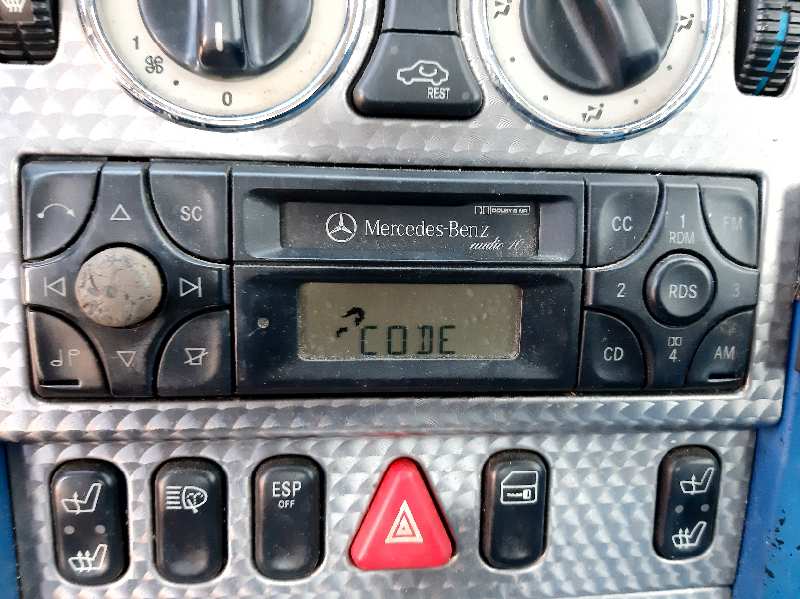 1
0
REST
SC
DOLBY B NR
Mercedes-Benz
audio 10
CC
1
RDM
FM
2
RDS
3
CD
4
AM
CODE
ESP
OFF